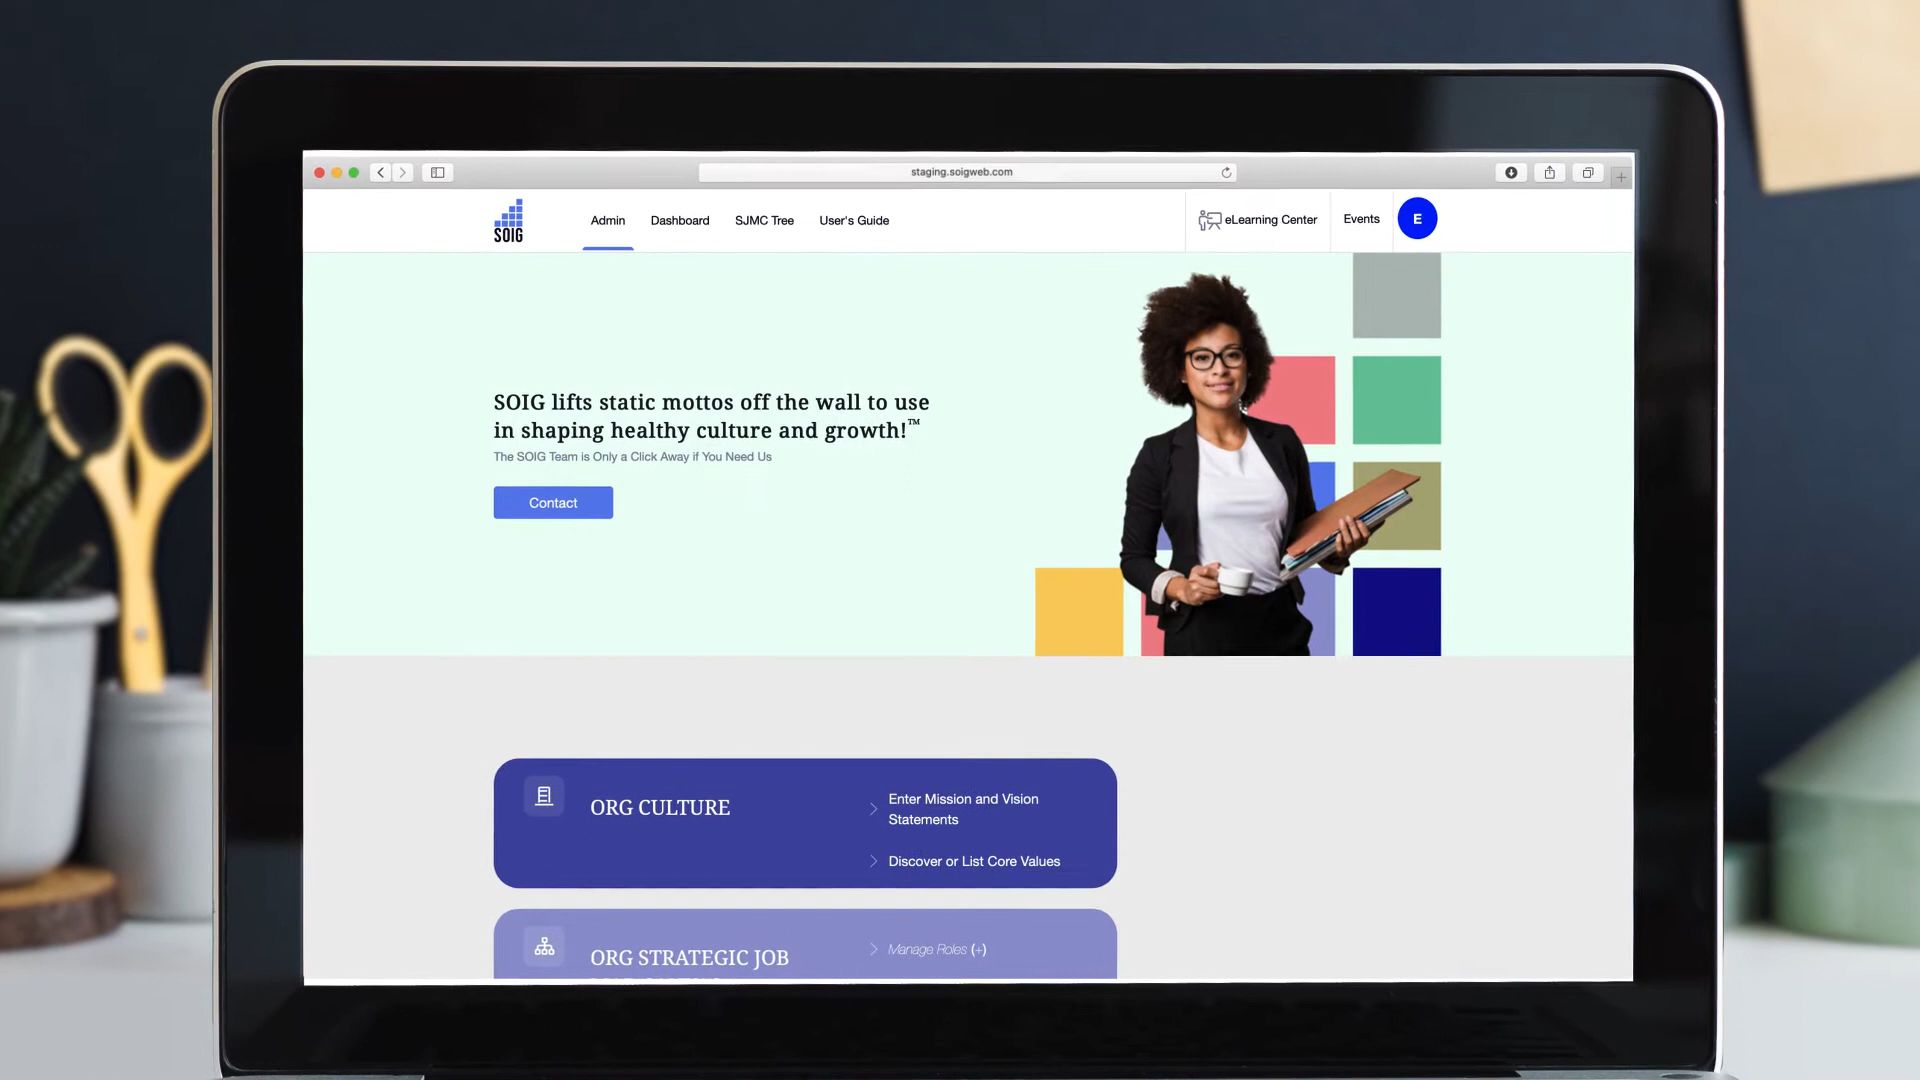 staging.soigweb.com
SOIG
Admin
Dashboard
SJMC Tree
User's Guide
eLearning Center
Events
E
SOIG lifts static mottos off the wall to use
in shaping healthy culture and growth!™
The SOIG Team is Only a Click Away if You Need Us
Contact
ORG CULTURE
Enter Mission and Vision
Statements
Discover or List Core Values
ORG STRATEGIC JOB
Manage Roles (+)